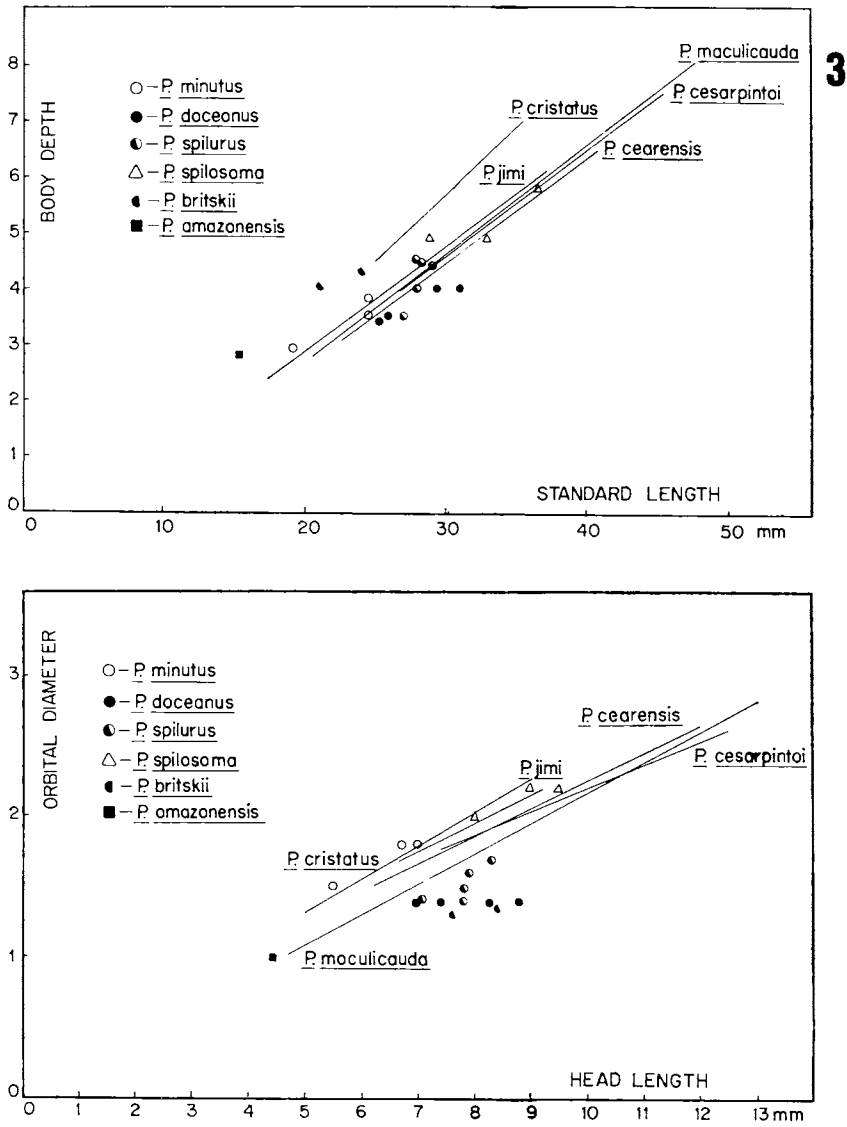 3
BODY DEPTH
8
7
6
5
4
3
2
1
0
○ – P. minutus
● – P. doceanus
◐ – P. spilurus
△ – P. spilosoma
◖ – P. britskii
■ – P. amazonensis
P. maculicauda
P. cesarpintoi
P. cristatus
P. cearensis
P. jimi
STANDARD LENGTH
0 10 20 30 40 50 mm
ORBITAL DIAMETER
3
2
1
0
○ – P. minutus
● – P. doceanus
◐ – P. spilurus
△ – P. spilosoma
◖ – P. britskii
■ – P. amazonensis
P. cearensis
P. cesarpintoi
P. jimi
P. cristatus
P. maculicauda
HEAD LENGTH
0 1 2 3 4 5 6 7 8 9 10 11 12 13 mm